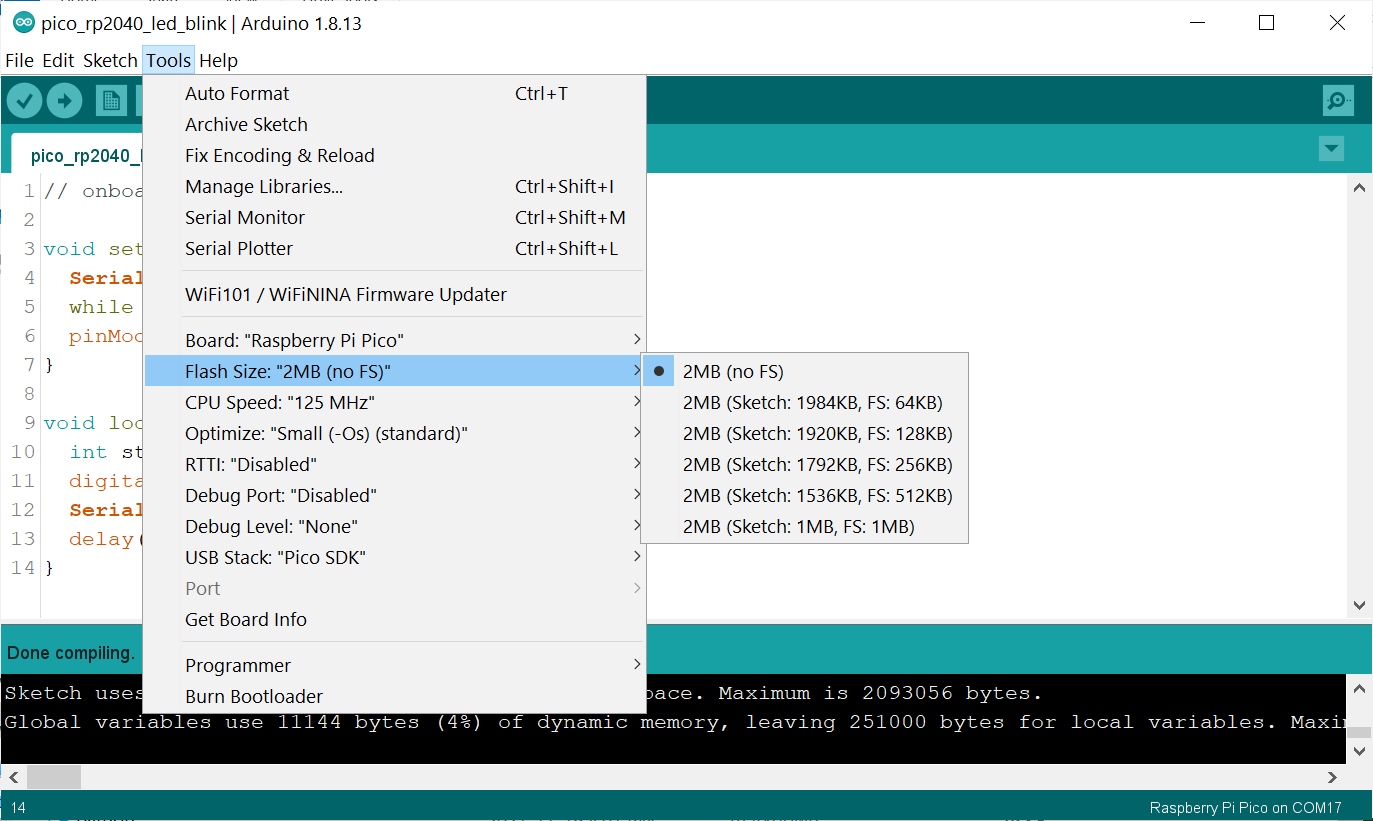 pico_rp2040_led_blink | Arduino 1.8.13
File Edit Sketch Tools Help
Auto Format Ctrl+T
Archive Sketch
Fix Encoding & Reload
Manage Libraries... Ctrl+Shift+I
Serial Monitor Ctrl+Shift+M
Serial Plotter Ctrl+Shift+L
WiFi101 / WiFiNINA Firmware Updater
Board: "Raspberry Pi Pico"
Flash Size: "2MB (no FS)"
CPU Speed: "125 MHz"
Optimize: "Small (-Os) (standard)"
RTTI: "Disabled"
Debug Port: "Disabled"
Debug Level: "None"
USB Stack: "Pico SDK"
Port
Get Board Info
Programmer
Burn Bootloader
2MB (no FS)
2MB (Sketch: 1984KB, FS: 64KB)
2MB (Sketch: 1920KB, FS: 128KB)
2MB (Sketch: 1792KB, FS: 256KB)
2MB (Sketch: 1536KB, FS: 512KB)
2MB (Sketch: 1MB, FS: 1MB)
pico_rp2040_
1 // onboa
2
3 void set
4 Serial
5 while
6 pinMod
7 }
8
9 void loo
10 int st
11 digita
12 Serial
13 delay(
14 }
Done compiling.
Sketch uses pace. Maximum is 2093056 bytes.
Global variables use 11144 bytes (4%) of dynamic memory, leaving 251000 bytes for local variables. Maxi
14 Raspberry Pi Pico on COM17